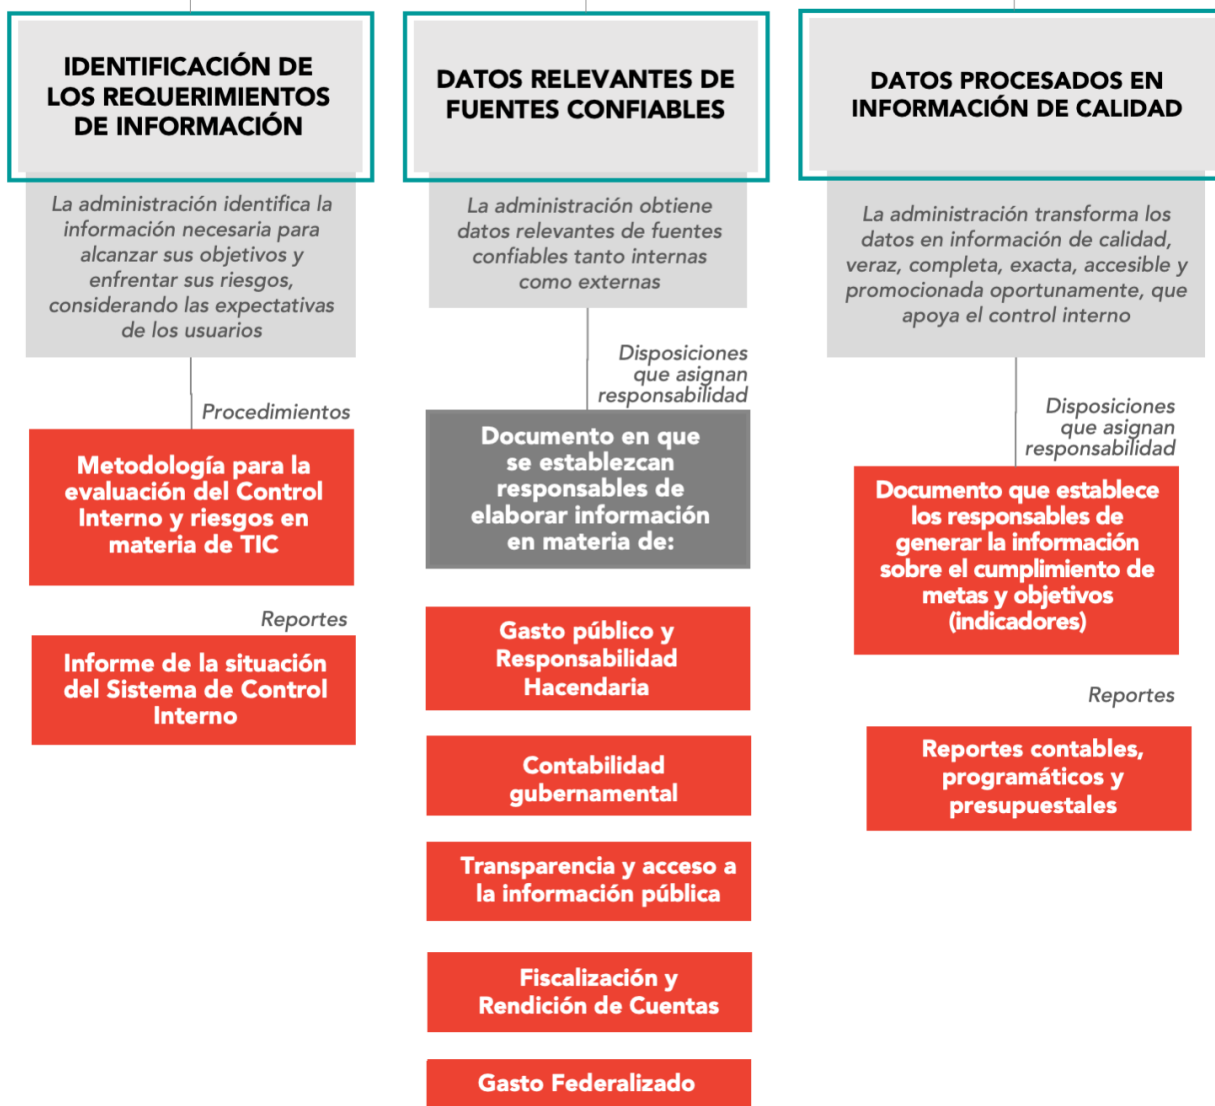 IDENTIFICACIÓN DE
LOS REQUERIMIENTOS
DE INFORMACIÓN
La administración identifica la
información necesaria para
alcanzar sus objetivos y
enfrentar sus riesgos,
considerando las expectativas
de los usuarios
Procedimientos
Metodología para la
evaluación del Control
Interno y riesgos en
materia de TIC
Reportes
Informe de la situación
del Sistema de Control
Interno
DATOS RELEVANTES DE
FUENTES CONFIABLES
La administración obtiene
datos relevantes de fuentes
confiables tanto internas
como externas
Disposiciones
que asignan
responsabilidad
Documento en que
se establezcan
responsables de
elaborar información
en materia de:
Gasto público y
Responsabilidad
Hacendaria
Contabilidad
gubernamental
Transparencia y acceso a
la información pública
Fiscalización y
Rendición de Cuentas
Gasto Federalizado
DATOS PROCESADOS EN
INFORMACIÓN DE CALIDAD
La administración transforma los
datos en información de calidad,
veraz, completa, exacta, accesible y
promocionada oportunamente, que
apoya el control interno
Disposiciones
que asignan
responsabilidad
Documento que establece
los responsables de
generar la información
sobre el cumplimiento de
metas y objetivos
(indicadores)
Reportes
Reportes contables,
programáticos y
presupuestales